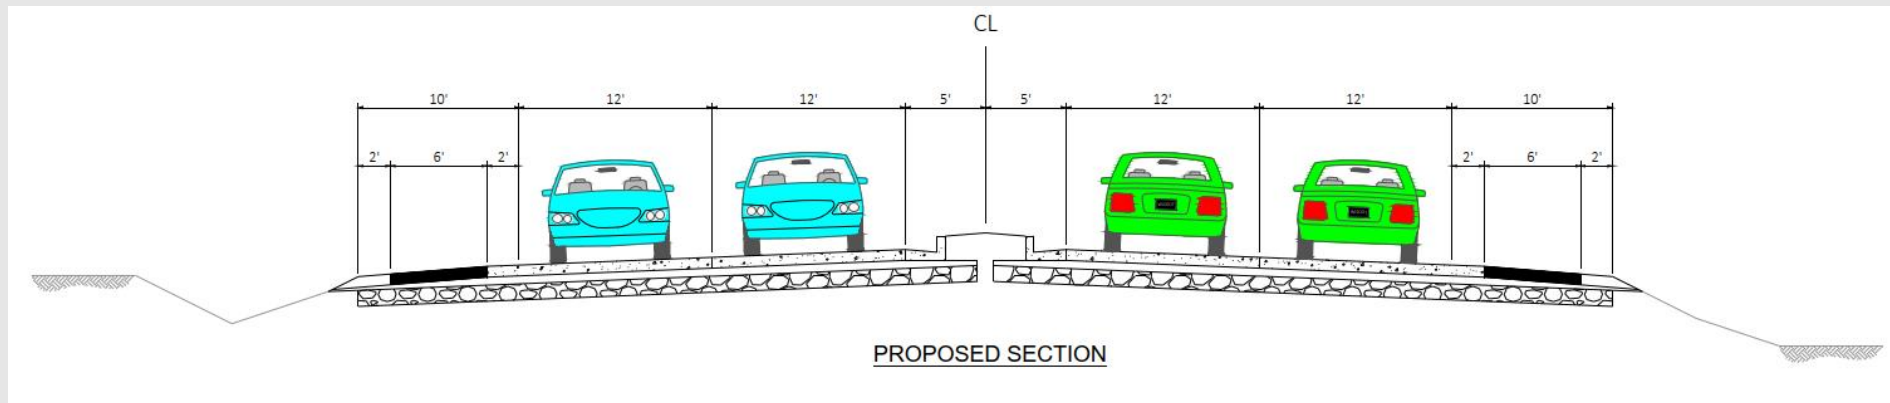 CL
10' 12' 12' 5' 5' 12' 12' 10'
2' 6' 2' 2' 6' 2'
PROPOSED SECTION